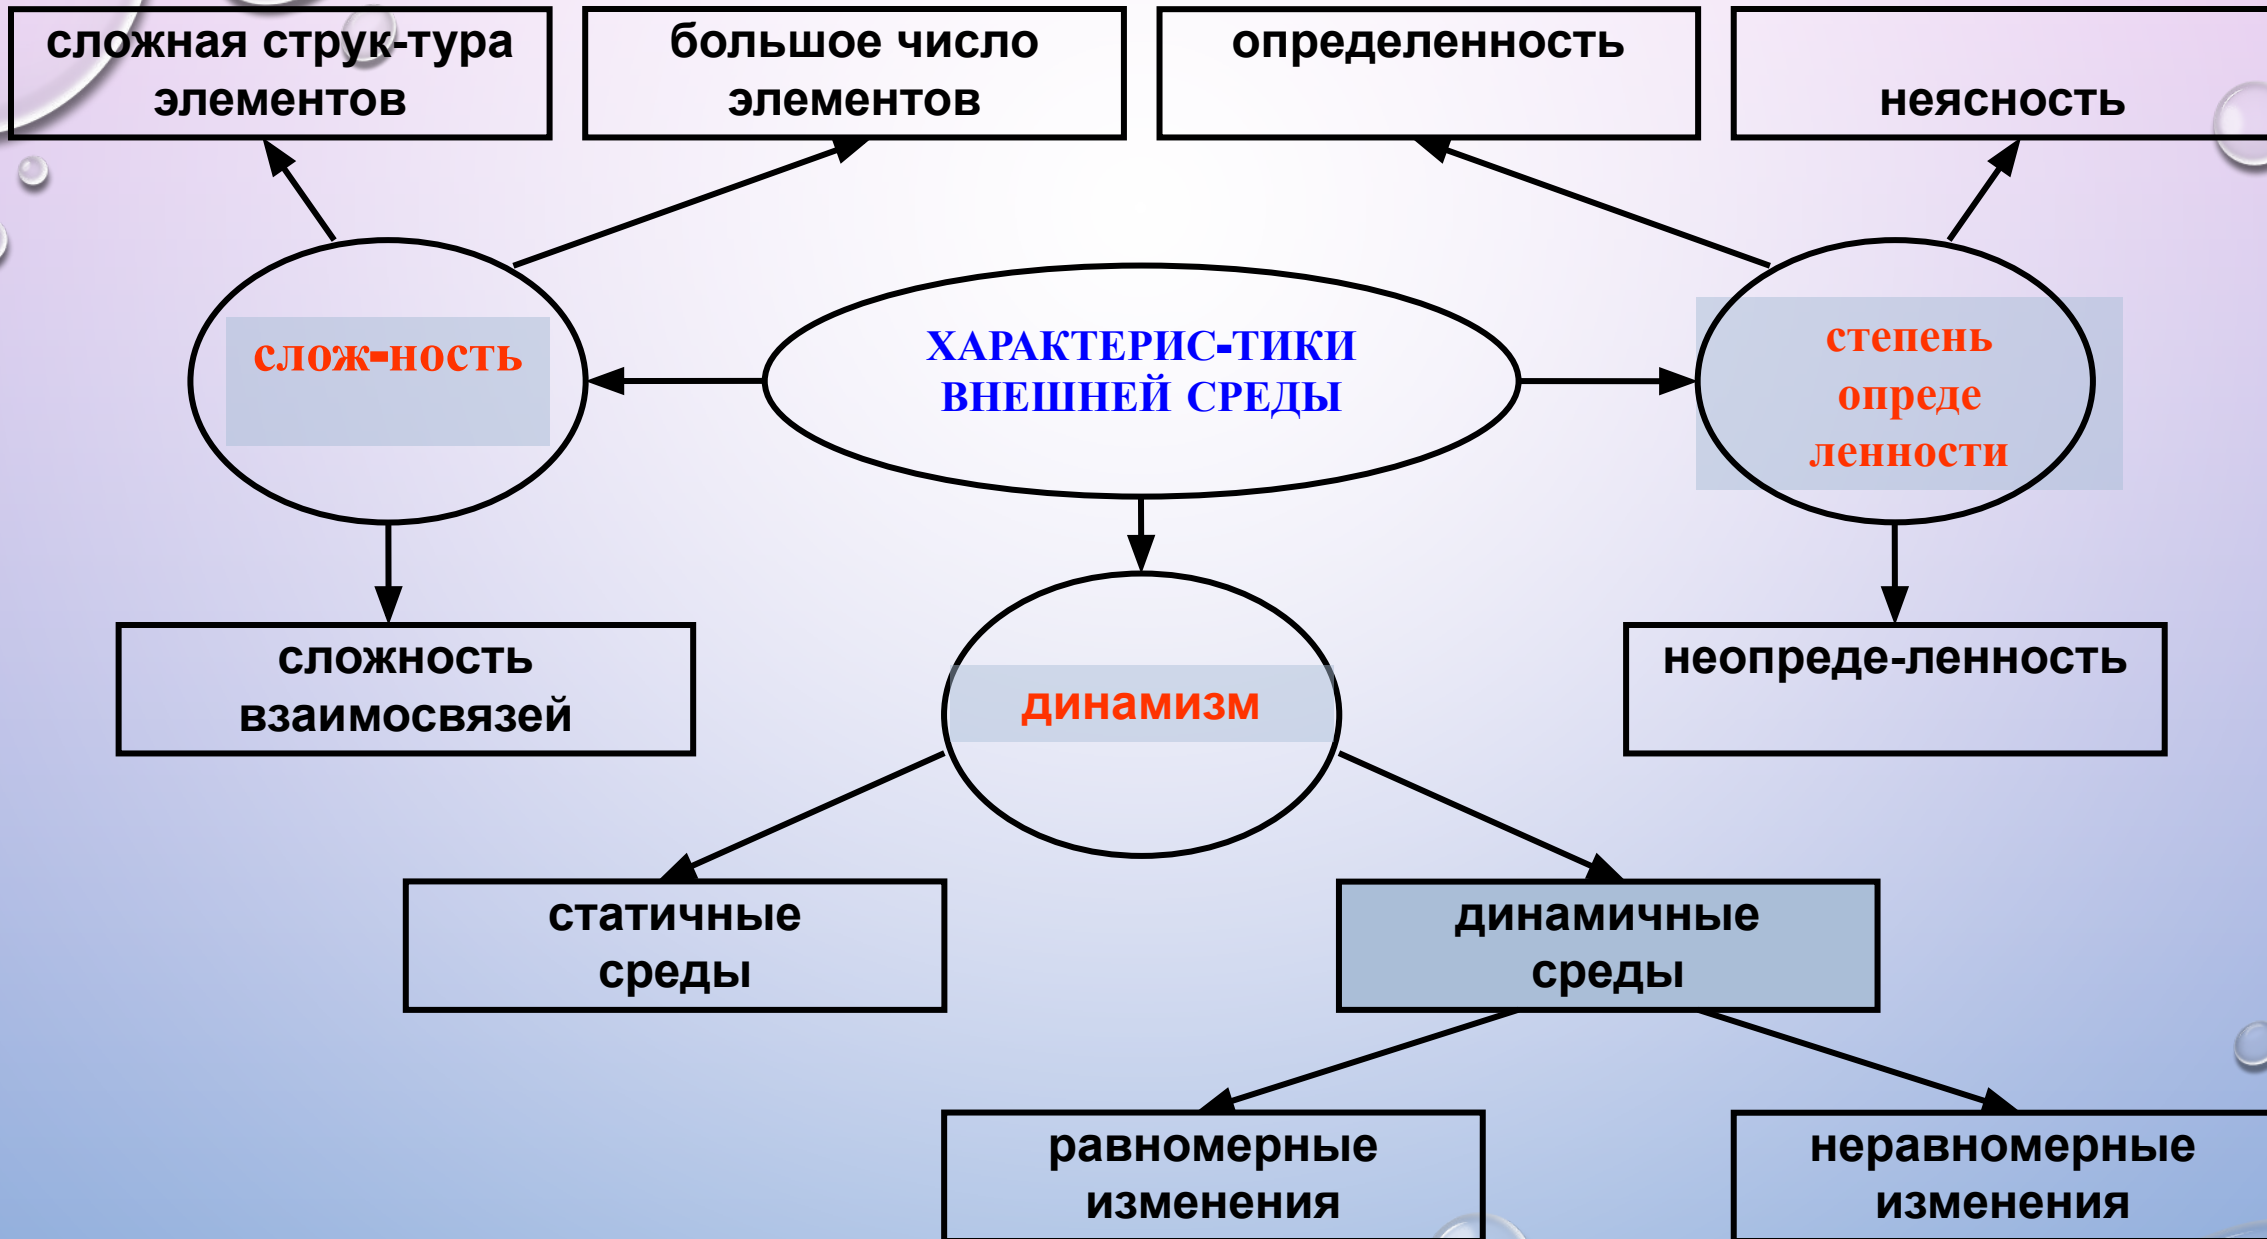 сложная струк-тура
элементов
большое число
элементов
определенность
неясность
слож-ность
ХАРАКТЕРИС-ТИКИ
ВНЕШНЕЙ СРЕДЫ
степень
опреде
ленности
сложность
взаимосвязей
динамизм
неопреде-ленность
статичные
среды
динамичные
среды
равномерные
изменения
неравномерные
изменения